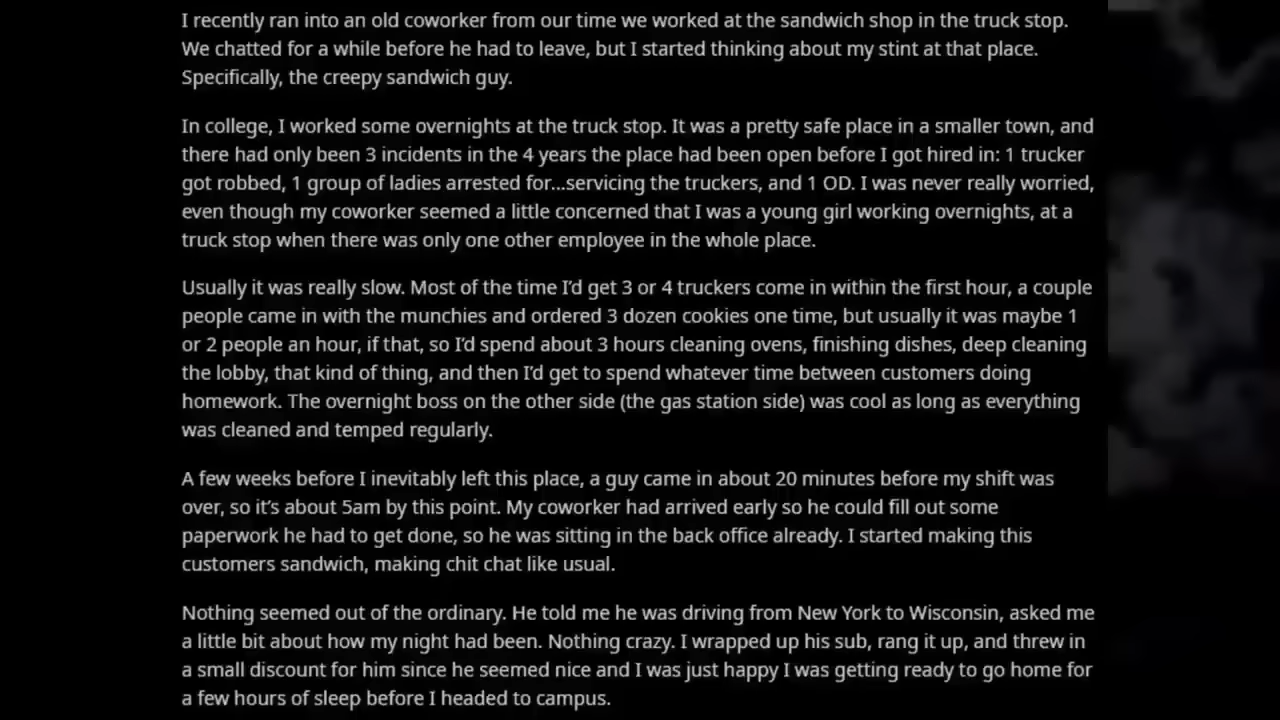 I recently ran into an old coworker from our time we worked at the sandwich shop in the truck stop.
We chatted for a while before he had to leave, but I started thinking about my stint at that place.
Specifically, the creepy sandwich guy.
In college, I worked some overnights at the truck stop. It was a pretty safe place in a smaller town, and
there had only been 3 incidents in the 4 years the place had been open before I got hired in: 1 trucker
got robbed, 1 group of ladies arrested for...servicing the truckers, and 1 OD. I was never really worried,
even though my coworker seemed a little concerned that I was a young girl working overnights, at a
truck stop when there was only one other employee in the whole place.
Usually it was really slow. Most of the time I'd get 3 or 4 truckers come in within the first hour, a couple
people came in with the munchies and ordered 3 dozen cookies one time, but usually it was maybe 1
or 2 people an hour, if that, so I'd spend about 3 hours cleaning ovens, finishing dishes, deep cleaning
the lobby, that kind of thing, and then I'd get to spend whatever time between customers doing
homework. The overnight boss on the other side (the gas station side) was cool as long as everything
was cleaned and temped regularly.
A few weeks before I inevitably left this place, a guy came in about 20 minutes before my shift was
over, so it's about 5am by this point. My coworker had arrived early so he could fill out some
paperwork he had to get done, so he was sitting in the back office already. I started making this
customers sandwich, making chit chat like usual.
Nothing seemed out of the ordinary. He told me he was driving from New York to Wisconsin, asked me
a little bit about how my night had been. Nothing crazy. I wrapped up his sub, rang it up, and threw in
a small discount for him since he seemed nice and I was just happy I was getting ready to go home for
a few hours of sleep before I headed to campus.